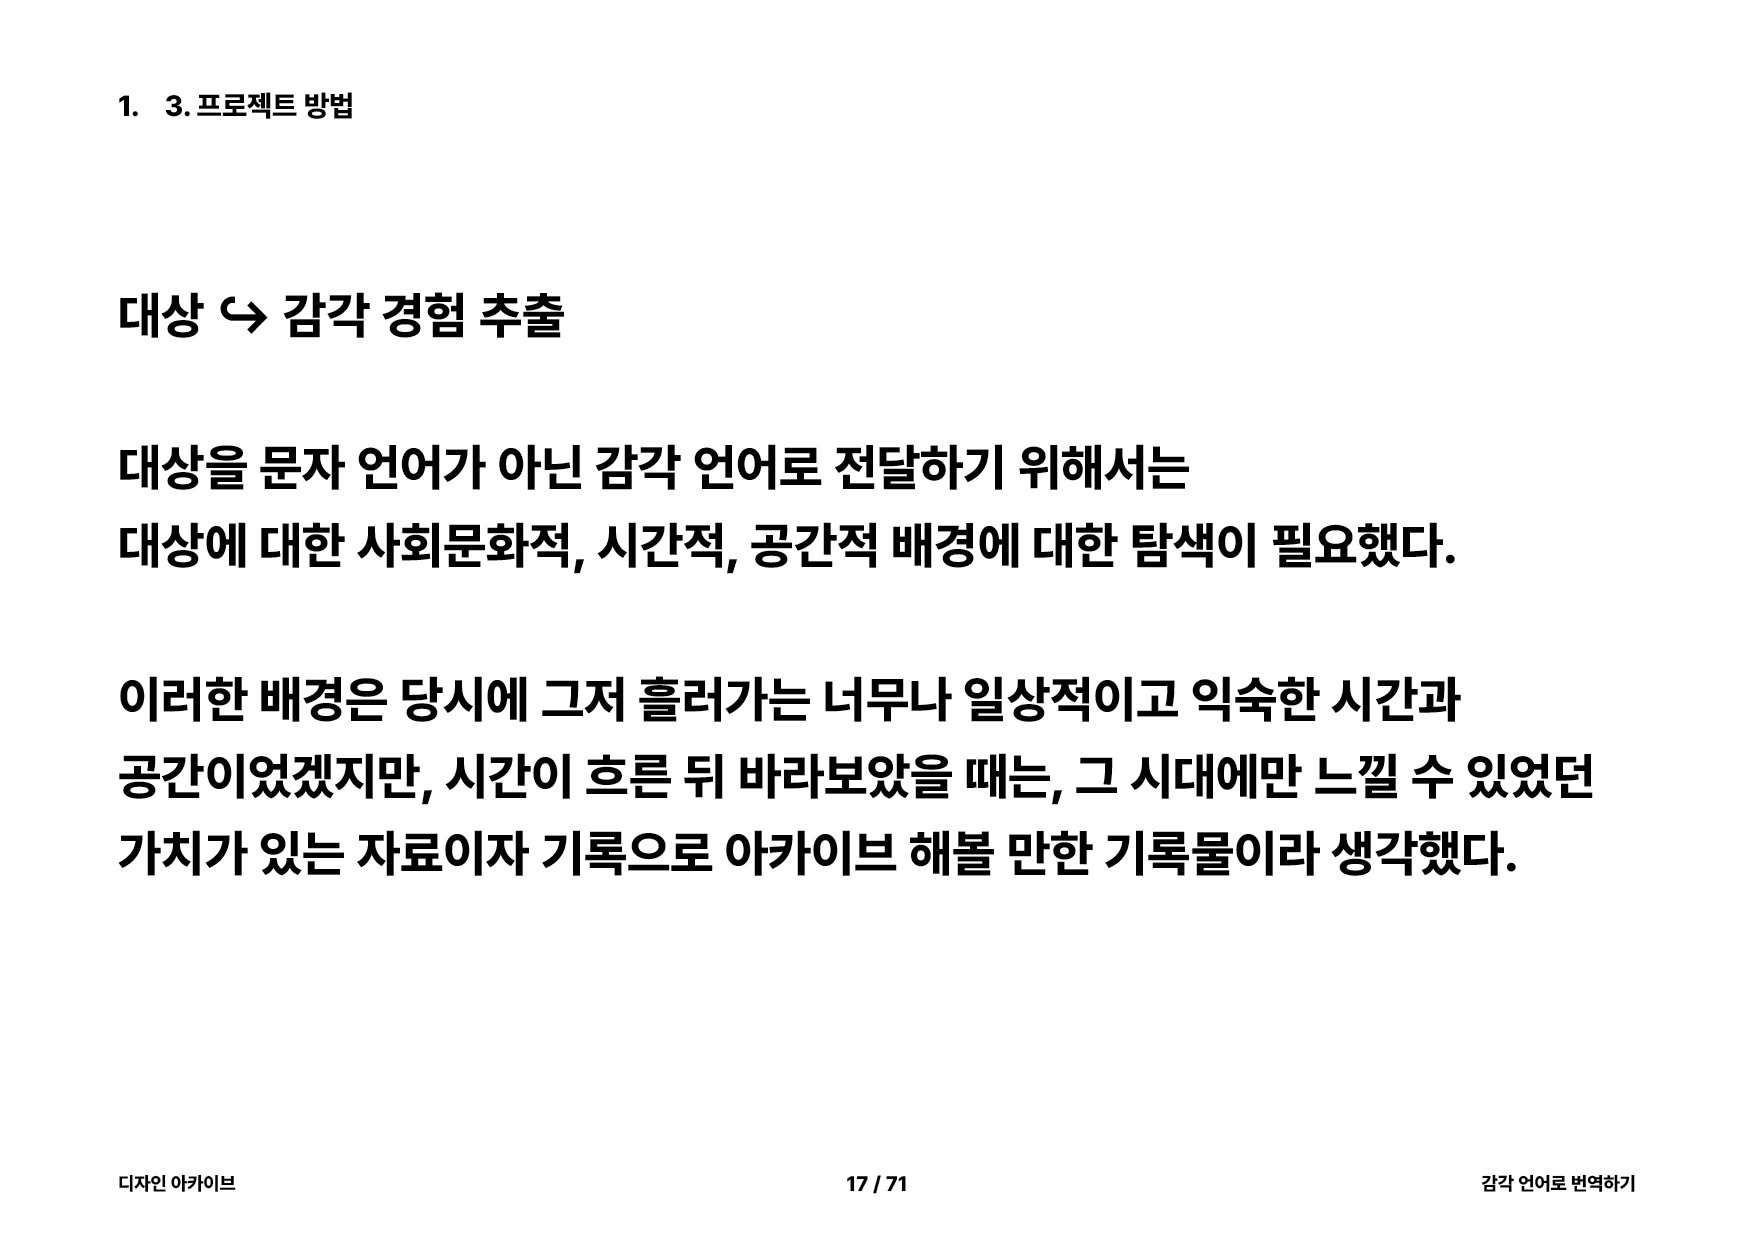 1. 3. 프로젝트 방법
대상 ↪ 감각 경험 추출
대상을 문자 언어가 아닌 감각 언어로 전달하기 위해서는
대상에 대한 사회문화적, 시간적, 공간적 배경에 대한 탐색이 필요했다.
이러한 배경은 당시에 그저 흘러가는 너무나 일상적이고 익숙한 시간과
공간이었겠지만, 시간이 흐른 뒤 바라보았을 때는, 그 시대에만 느낄 수 있었던
가치가 있는 자료이자 기록으로 아카이브 해볼 만한 기록물이라 생각했다.
디자인 아카이브
17 / 71
감각 언어로 번역하기